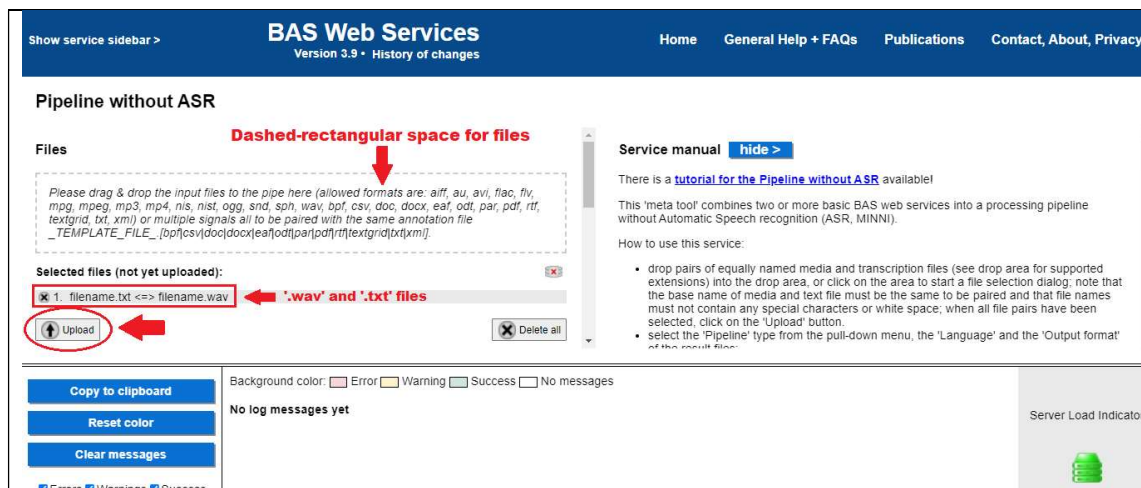 Show service sidebar >
BAS Web Services
Version 3.9 • History of changes
Home General Help + FAQs Publications Contact, About, Privacy
Pipeline without ASR
Dashed-rectangular space for files
Files
Please drag & drop the input files to the pipe here (allowed formats are: aiff, au, avi, flac, flv,
mpg, mpeg, mp3, mp4, nis, nist, ogg, snd, sph, wav, bpf, csv, doc, docx, eaf, odt, par, pdf, rtf,
textgrid, txt, xml) or multiple signals all to be paired with the same annotation file
_TEMPLATE_FILE_.[bpf|csv|doc|docx|eaf|odt|par|pdf|rtf|textgrid|txt|xml].
Selected files (not yet uploaded):
1. filename.txt <=> filename.wav
'.wav' and '.txt' files
Upload
Delete all
Service manual hide >
There is a tutorial for the Pipeline without ASR available!
This 'meta tool' combines two or more basic BAS web services into a processing pipeline
without Automatic Speech recognition (ASR, MINNI).
How to use this service:
• drop pairs of equally named media and transcription files (see drop area for supported
extensions) into the drop area, or click on the area to start a file selection dialog; note that
the base name of media and text file must be the same to be paired and that file names
must not contain any special characters or white space; when all file pairs have been
selected, click on the 'Upload' button.
• select the 'Pipeline' type from the pull-down menu, the 'Language' and the 'Output format'
of the result files:
Copy to clipboard
Reset color
Clear messages
Errors Warnings Success
Background color: Error Warning Success No messages
No log messages yet
Server Load Indicato